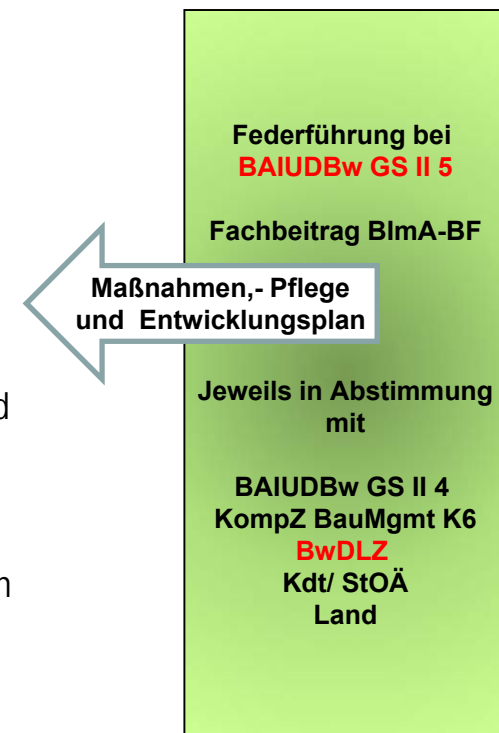 Federführung bei
BAIUDBw GS II 5
Fachbeitrag BImA-BF
Maßnahmen,- Pflege
und Entwicklungsplan
Jeweils in Abstimmung
mit
BAIUDBw GS II 4
KompZ BauMgmt K6
BwDLZ
Kdt/ StOÄ
Land